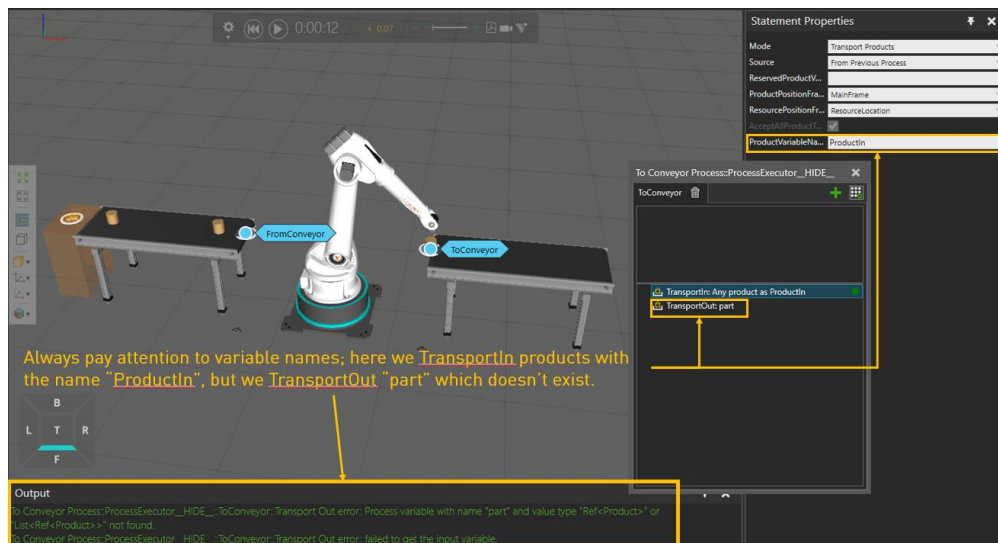 0:00:12
x 0.07
Statement Properties
Mode
Transport Products
Source
From Previous Process
ReservedProductV...
ProductPositionFra...
MainFrame
ResourcePositionFr...
ResourceLocation
AcceptAllProductT...
ProductVariableNa...
ProductIn
To Conveyor Process::ProcessExecutor__HIDE__
ToConveyor
TransportIn: Any product as ProductIn
TransportOut: part
FromConveyor
ToConveyor
Always pay attention to variable names; here we TransportIn products with
the name “ProductIn”, but we TransportOut “part” which doesn't exist.
B
L T R
F
Output
To Conveyor Process::ProcessExecutor__HIDE__::ToConveyor::Transport Out error: Process variable with name "part" and value type "Ref<Product>" or
"List<Ref<Product>>" not found.
To Conveyor Process::ProcessExecutor__HIDE__::ToConveyor::Transport Out error: failed to get the input variable.